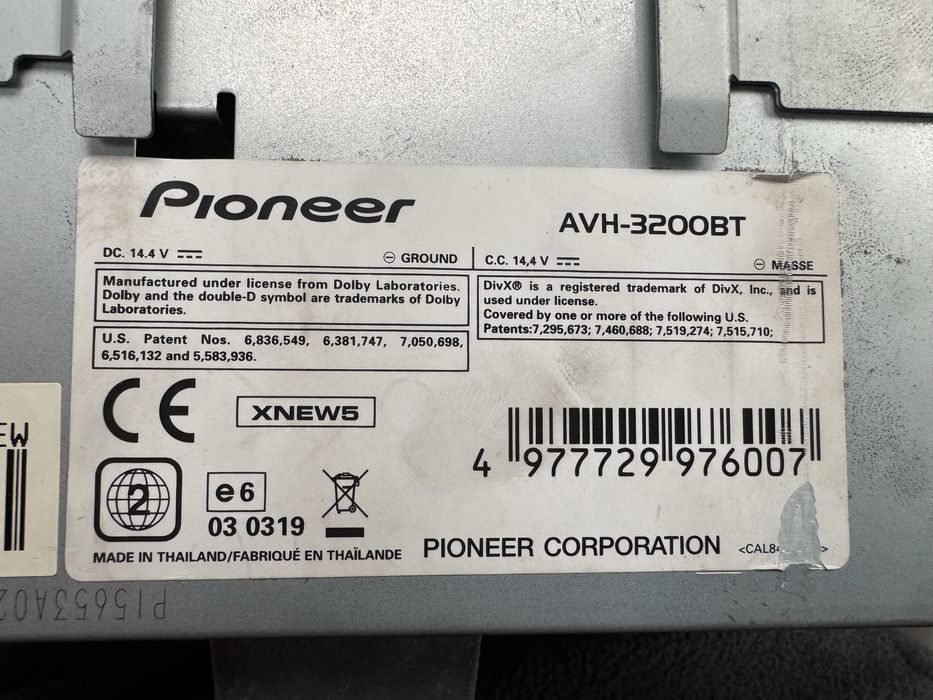 Pioneer
AVH-3200BT
DC. 14.4 V
⊖ GROUND
C.C. 14,4 V
⊖ MASSE
Manufactured under license from Dolby Laboratories.
Dolby and the double-D symbol are trademarks of Dolby
Laboratories.
DivX® is a registered trademark of DivX, Inc., and is
used under license.
Covered by one or more of the following U.S.
Patents:7,295,673; 7,460,688; 7,519,274; 7,515,710;
U.S. Patent Nos. 6,836,549, 6,381,747, 7,050,698,
6,516,132 and 5,583,936.
CE
XNEW5
4 977729 976007
2
e6
03 0319
MADE IN THAILAND/FABRIQUÉ EN THAÏLANDE
PIONEER CORPORATION